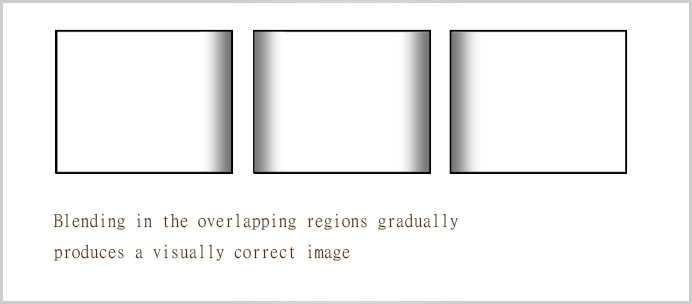 Blending in the overlapping regions gradually
produces a visually correct image